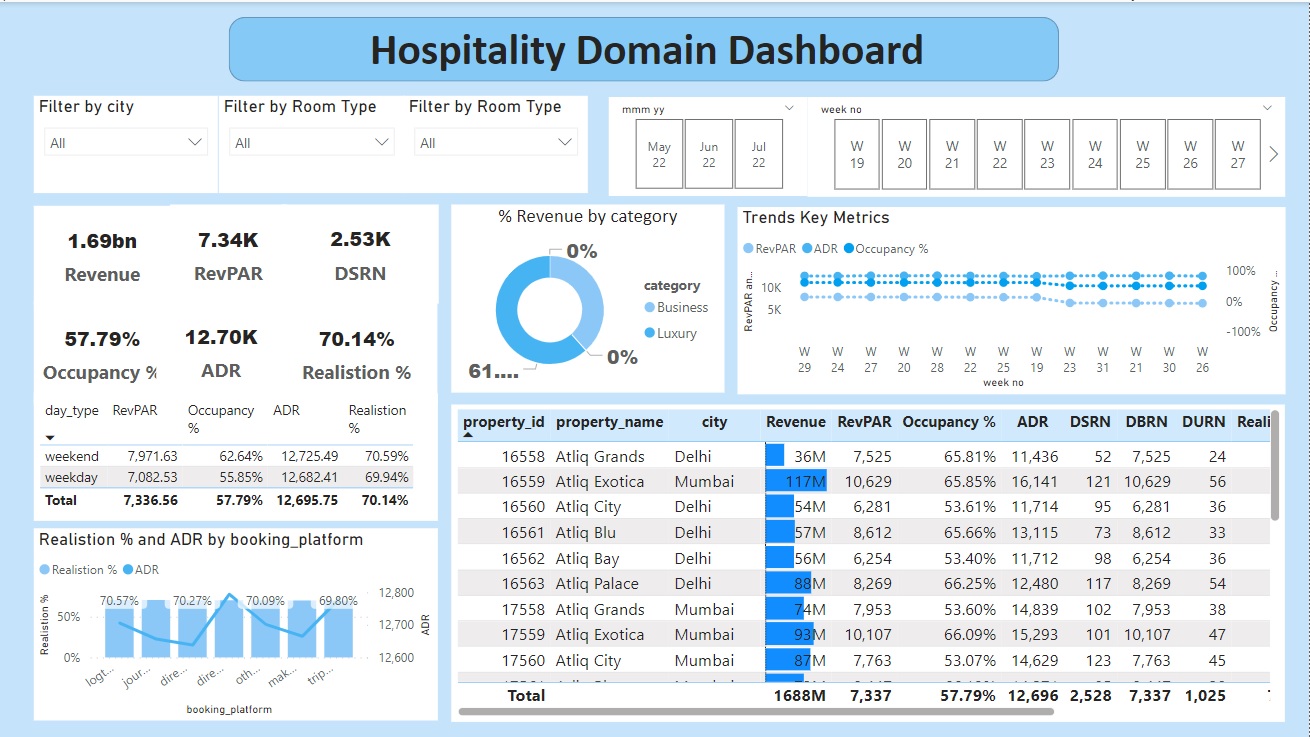 Hospitality Domain Dashboard
Filter by city
All
Filter by Room Type
All
Filter by Room Type
All
mmm yy
May 22
Jun 22
Jul 22
week no
W 19
W 20
W 21
W 22
W 23
W 24
W 25
W 26
W 27
1.69bn
Revenue
7.34K
RevPAR
2.53K
DSRN
57.79%
Occupancy %
12.70K
ADR
70.14%
Realistion %
day_type RevPAR Occupancy % ADR Realistion %
weekend 7,971.63 62.64% 12,725.49 70.59%
weekday 7,082.53 55.85% 12,682.41 69.94%
Total 7,336.56 57.79% 12,695.75 70.14%
% Revenue by category
0%
0%
61....
category
Business
Luxury
Trends Key Metrics
RevPAR ADR Occupancy %
RevPAR an...
10K
5K
100%
0%
-100%
Occupancy ...
W 29 W 24 W 27 W 20 W 28 W 22 W 25 W 19 W 23 W 31 W 21 W 30 W 26
week no
Realistion % and ADR by booking_platform
Realistion % ADR
Realistion %
50%
0%
70.57% 70.27% 70.09% 69.80%
12,800
12,700
12,600
ADR
logt... jour... dire... dire... oth... mak... trip...
booking_platform
property_id property_name city Revenue RevPAR Occupancy % ADR DSRN DBRN DURN Reali
16558 Atliq Grands Delhi 36M 7,525 65.81% 11,436 52 7,525 24
16559 Atliq Exotica Mumbai 117M 10,629 65.85% 16,141 121 10,629 56
16560 Atliq City Delhi 54M 6,281 53.61% 11,714 95 6,281 36
16561 Atliq Blu Delhi 57M 8,612 65.66% 13,115 73 8,612 33
16562 Atliq Bay Delhi 56M 6,254 53.40% 11,712 98 6,254 36
16563 Atliq Palace Delhi 88M 8,269 66.25% 12,480 117 8,269 54
17558 Atliq Grands Mumbai 74M 7,953 53.60% 14,839 102 7,953 38
17559 Atliq Exotica Mumbai 93M 10,107 66.09% 15,293 101 10,107 47
17560 Atliq City Mumbai 87M 7,763 53.07% 14,629 123 7,763 45
Total 1688M 7,337 57.79% 12,696 2,528 7,337 1,025